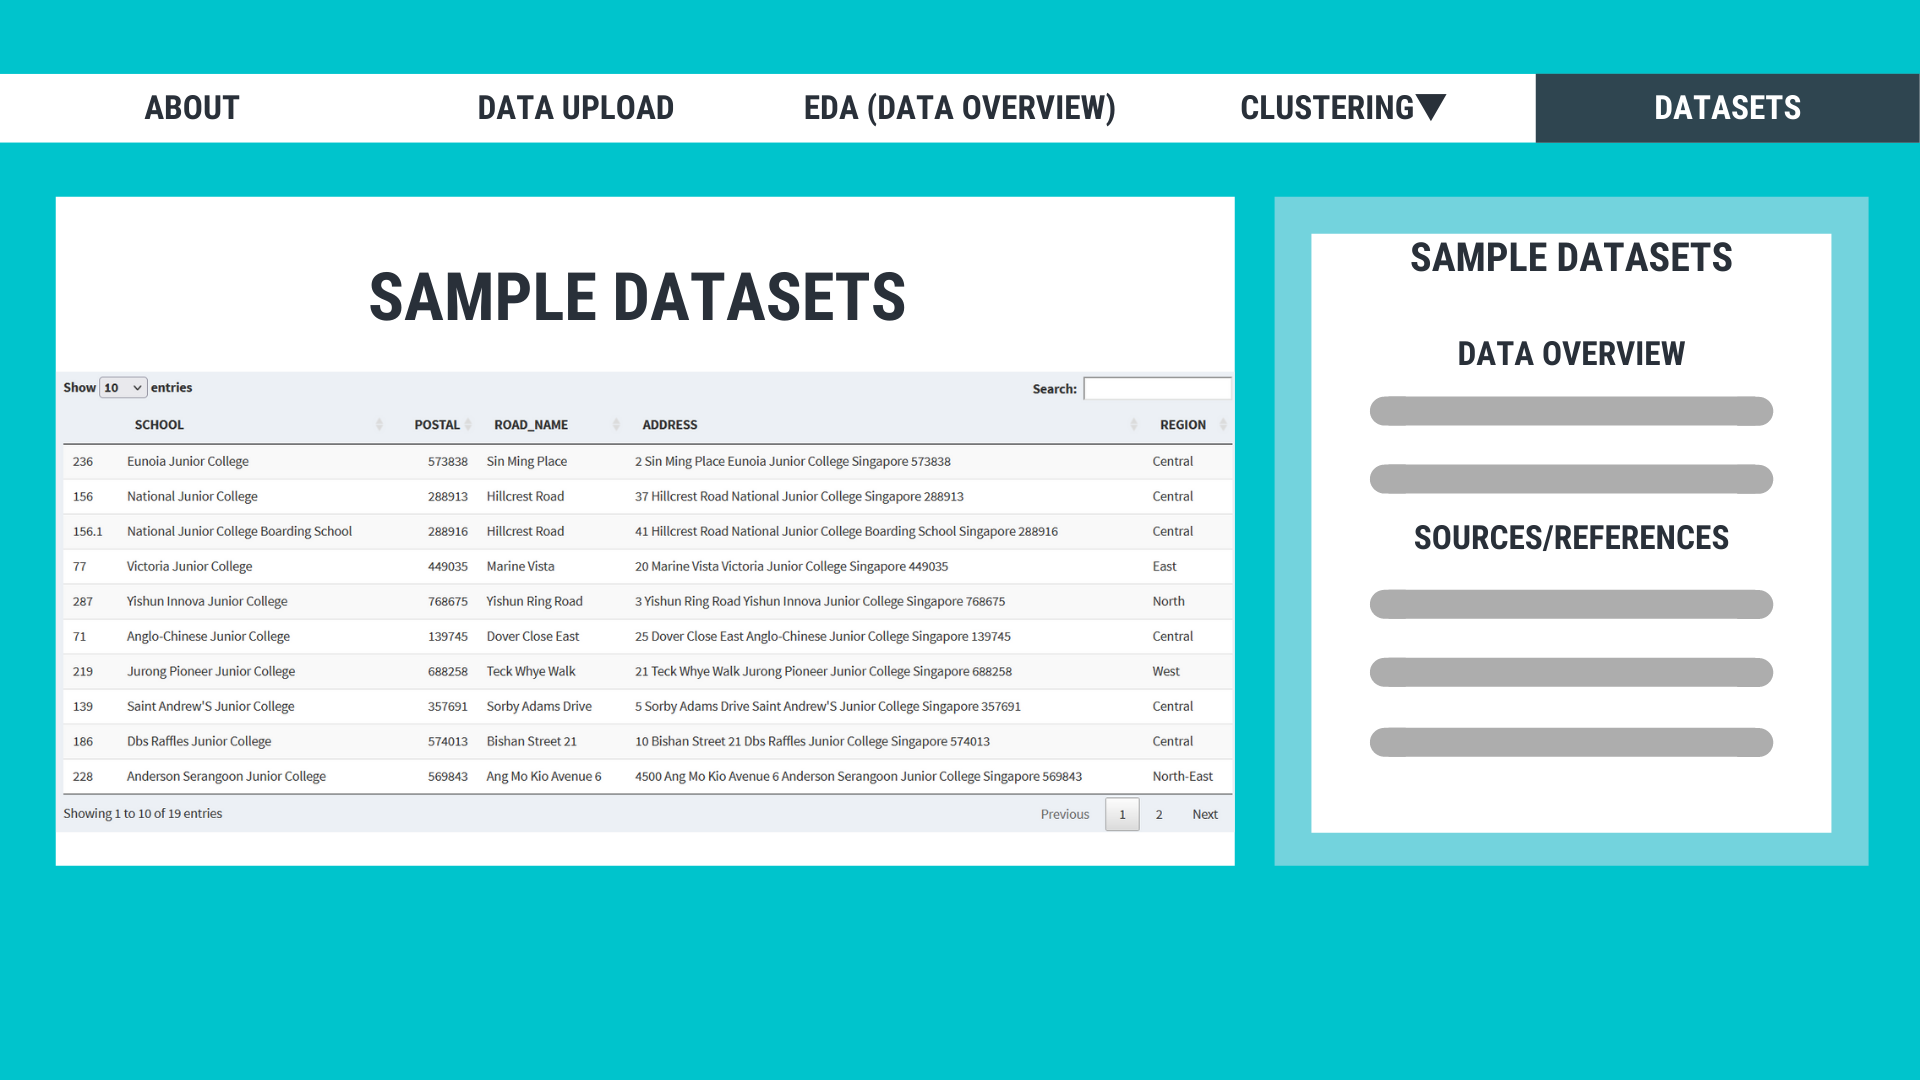 ABOUT DATA UPLOAD EDA (DATA OVERVIEW) CLUSTERING▼ DATASETS
SAMPLE DATASETS
Show 10 entries Search:
SCHOOL POSTAL ROAD_NAME ADDRESS REGION
236 Eunoia Junior College 573838 Sin Ming Place 2 Sin Ming Place Eunoia Junior College Singapore 573838 Central
156 National Junior College 288913 Hillcrest Road 37 Hillcrest Road National Junior College Singapore 288913 Central
156.1 National Junior College Boarding School 288916 Hillcrest Road 41 Hillcrest Road National Junior College Boarding School Singapore 288916 Central
77 Victoria Junior College 449035 Marine Vista 20 Marine Vista Victoria Junior College Singapore 449035 East
287 Yishun Innova Junior College 768675 Yishun Ring Road 3 Yishun Ring Road Yishun Innova Junior College Singapore 768675 North
71 Anglo-Chinese Junior College 139745 Dover Close East 25 Dover Close East Anglo-Chinese Junior College Singapore 139745 Central
219 Jurong Pioneer Junior College 688258 Teck Whye Walk 21 Teck Whye Walk Jurong Pioneer Junior College Singapore 688258 West
139 Saint Andrew'S Junior College 357691 Sorby Adams Drive 5 Sorby Adams Drive Saint Andrew'S Junior College Singapore 357691 Central
186 Dbs Raffles Junior College 574013 Bishan Street 21 10 Bishan Street 21 Dbs Raffles Junior College Singapore 574013 Central
228 Anderson Serangoon Junior College 569843 Ang Mo Kio Avenue 6 4500 Ang Mo Kio Avenue 6 Anderson Serangoon Junior College Singapore 569843 North-East
Showing 1 to 10 of 19 entries Previous 1 2 Next
SAMPLE DATASETS
DATA OVERVIEW
SOURCES/REFERENCES